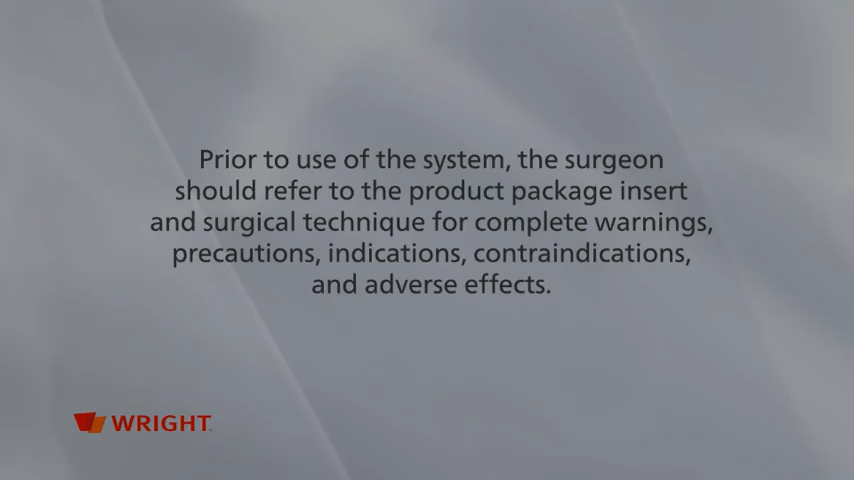 Prior to use of the system, the surgeon
should refer to the product package insert
and surgical technique for complete warnings,
precautions, indications, contraindications,
and adverse effects.
WRIGHT